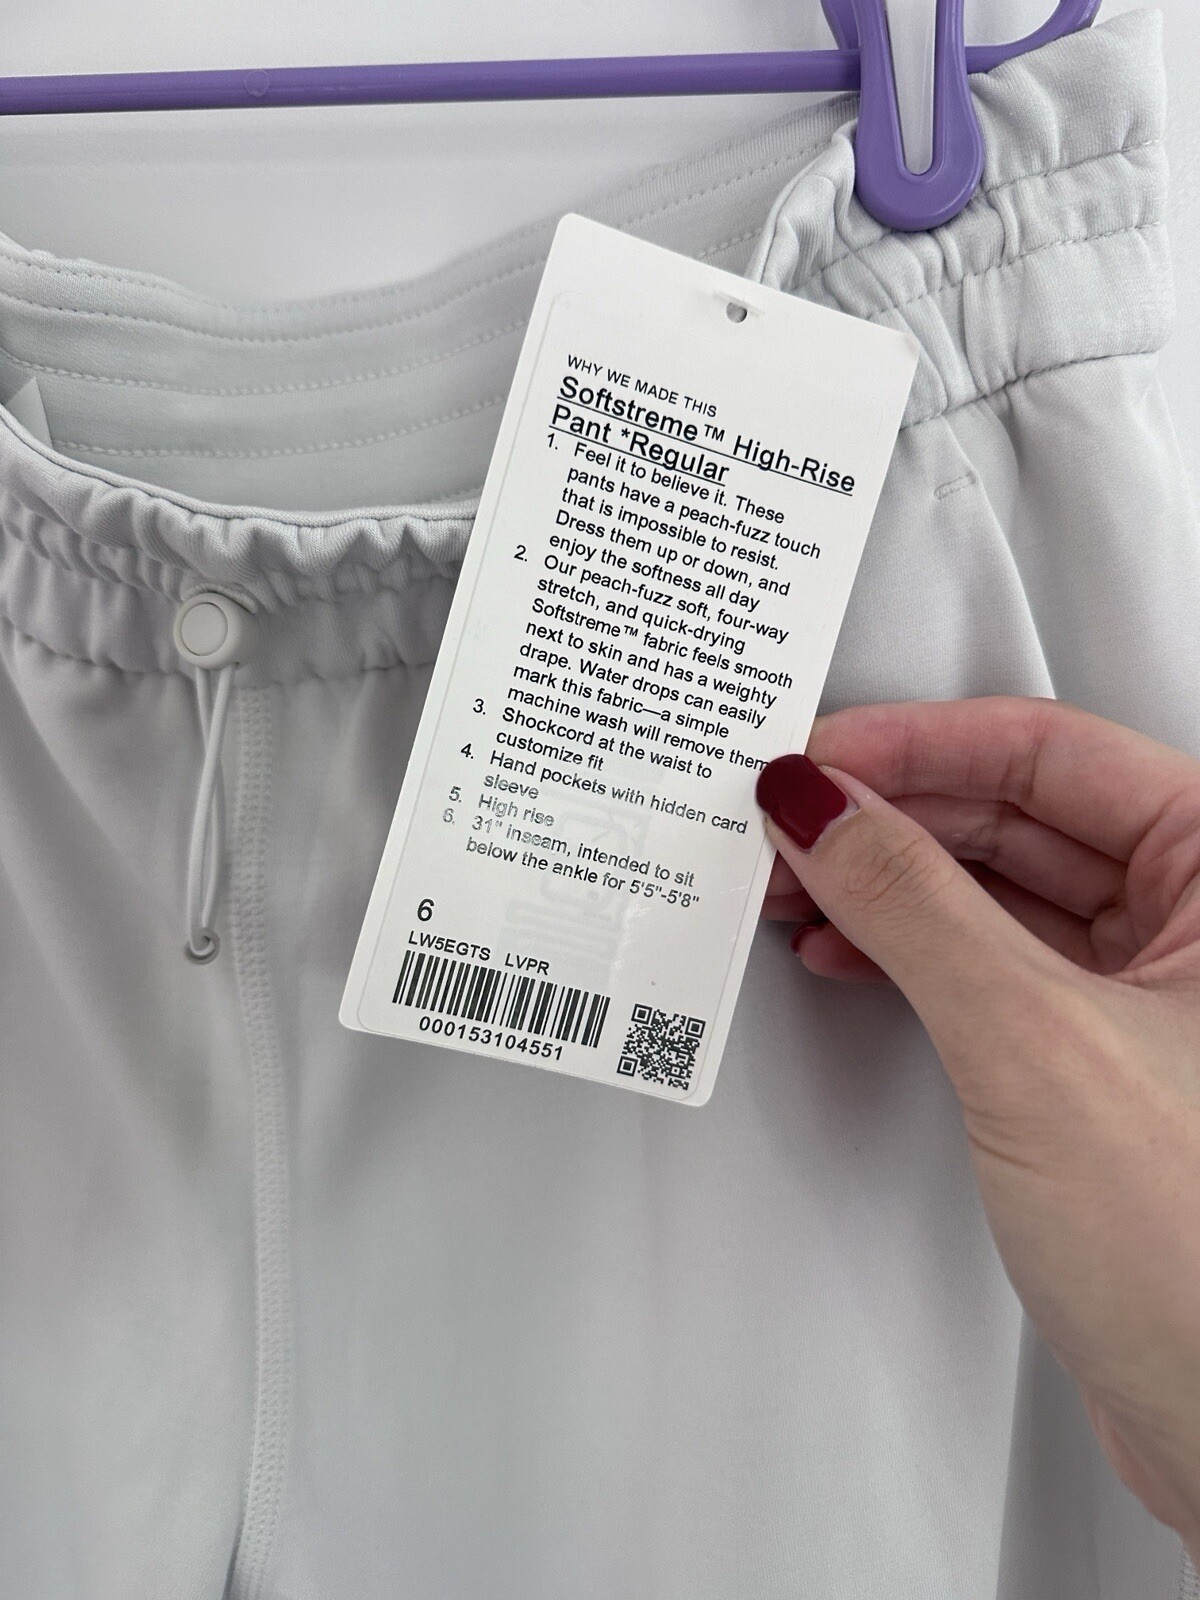 WHY WE MADE THIS
Softstreme™ High-Rise
Pant *Regular
1. Feel it to believe it. These
pants have a peach-fuzz touch
that is impossible to resist.
Dress them up or down, and
enjoy the softness all day
2. Our peach-fuzz soft, four-way
stretch, and quick-drying
Softstreme™ fabric feels smooth
next to skin and has a weighty
drape. Water drops can easily
mark this fabric—a simple
machine wash will remove them
3. Shockcord at the waist to
customize fit
4. Hand pockets with hidden card
sleeve
5. High rise
6. 31" inseam, intended to sit
below the ankle for 5'5"-5'8"
6
LW5EGTS LVPR
000153104551